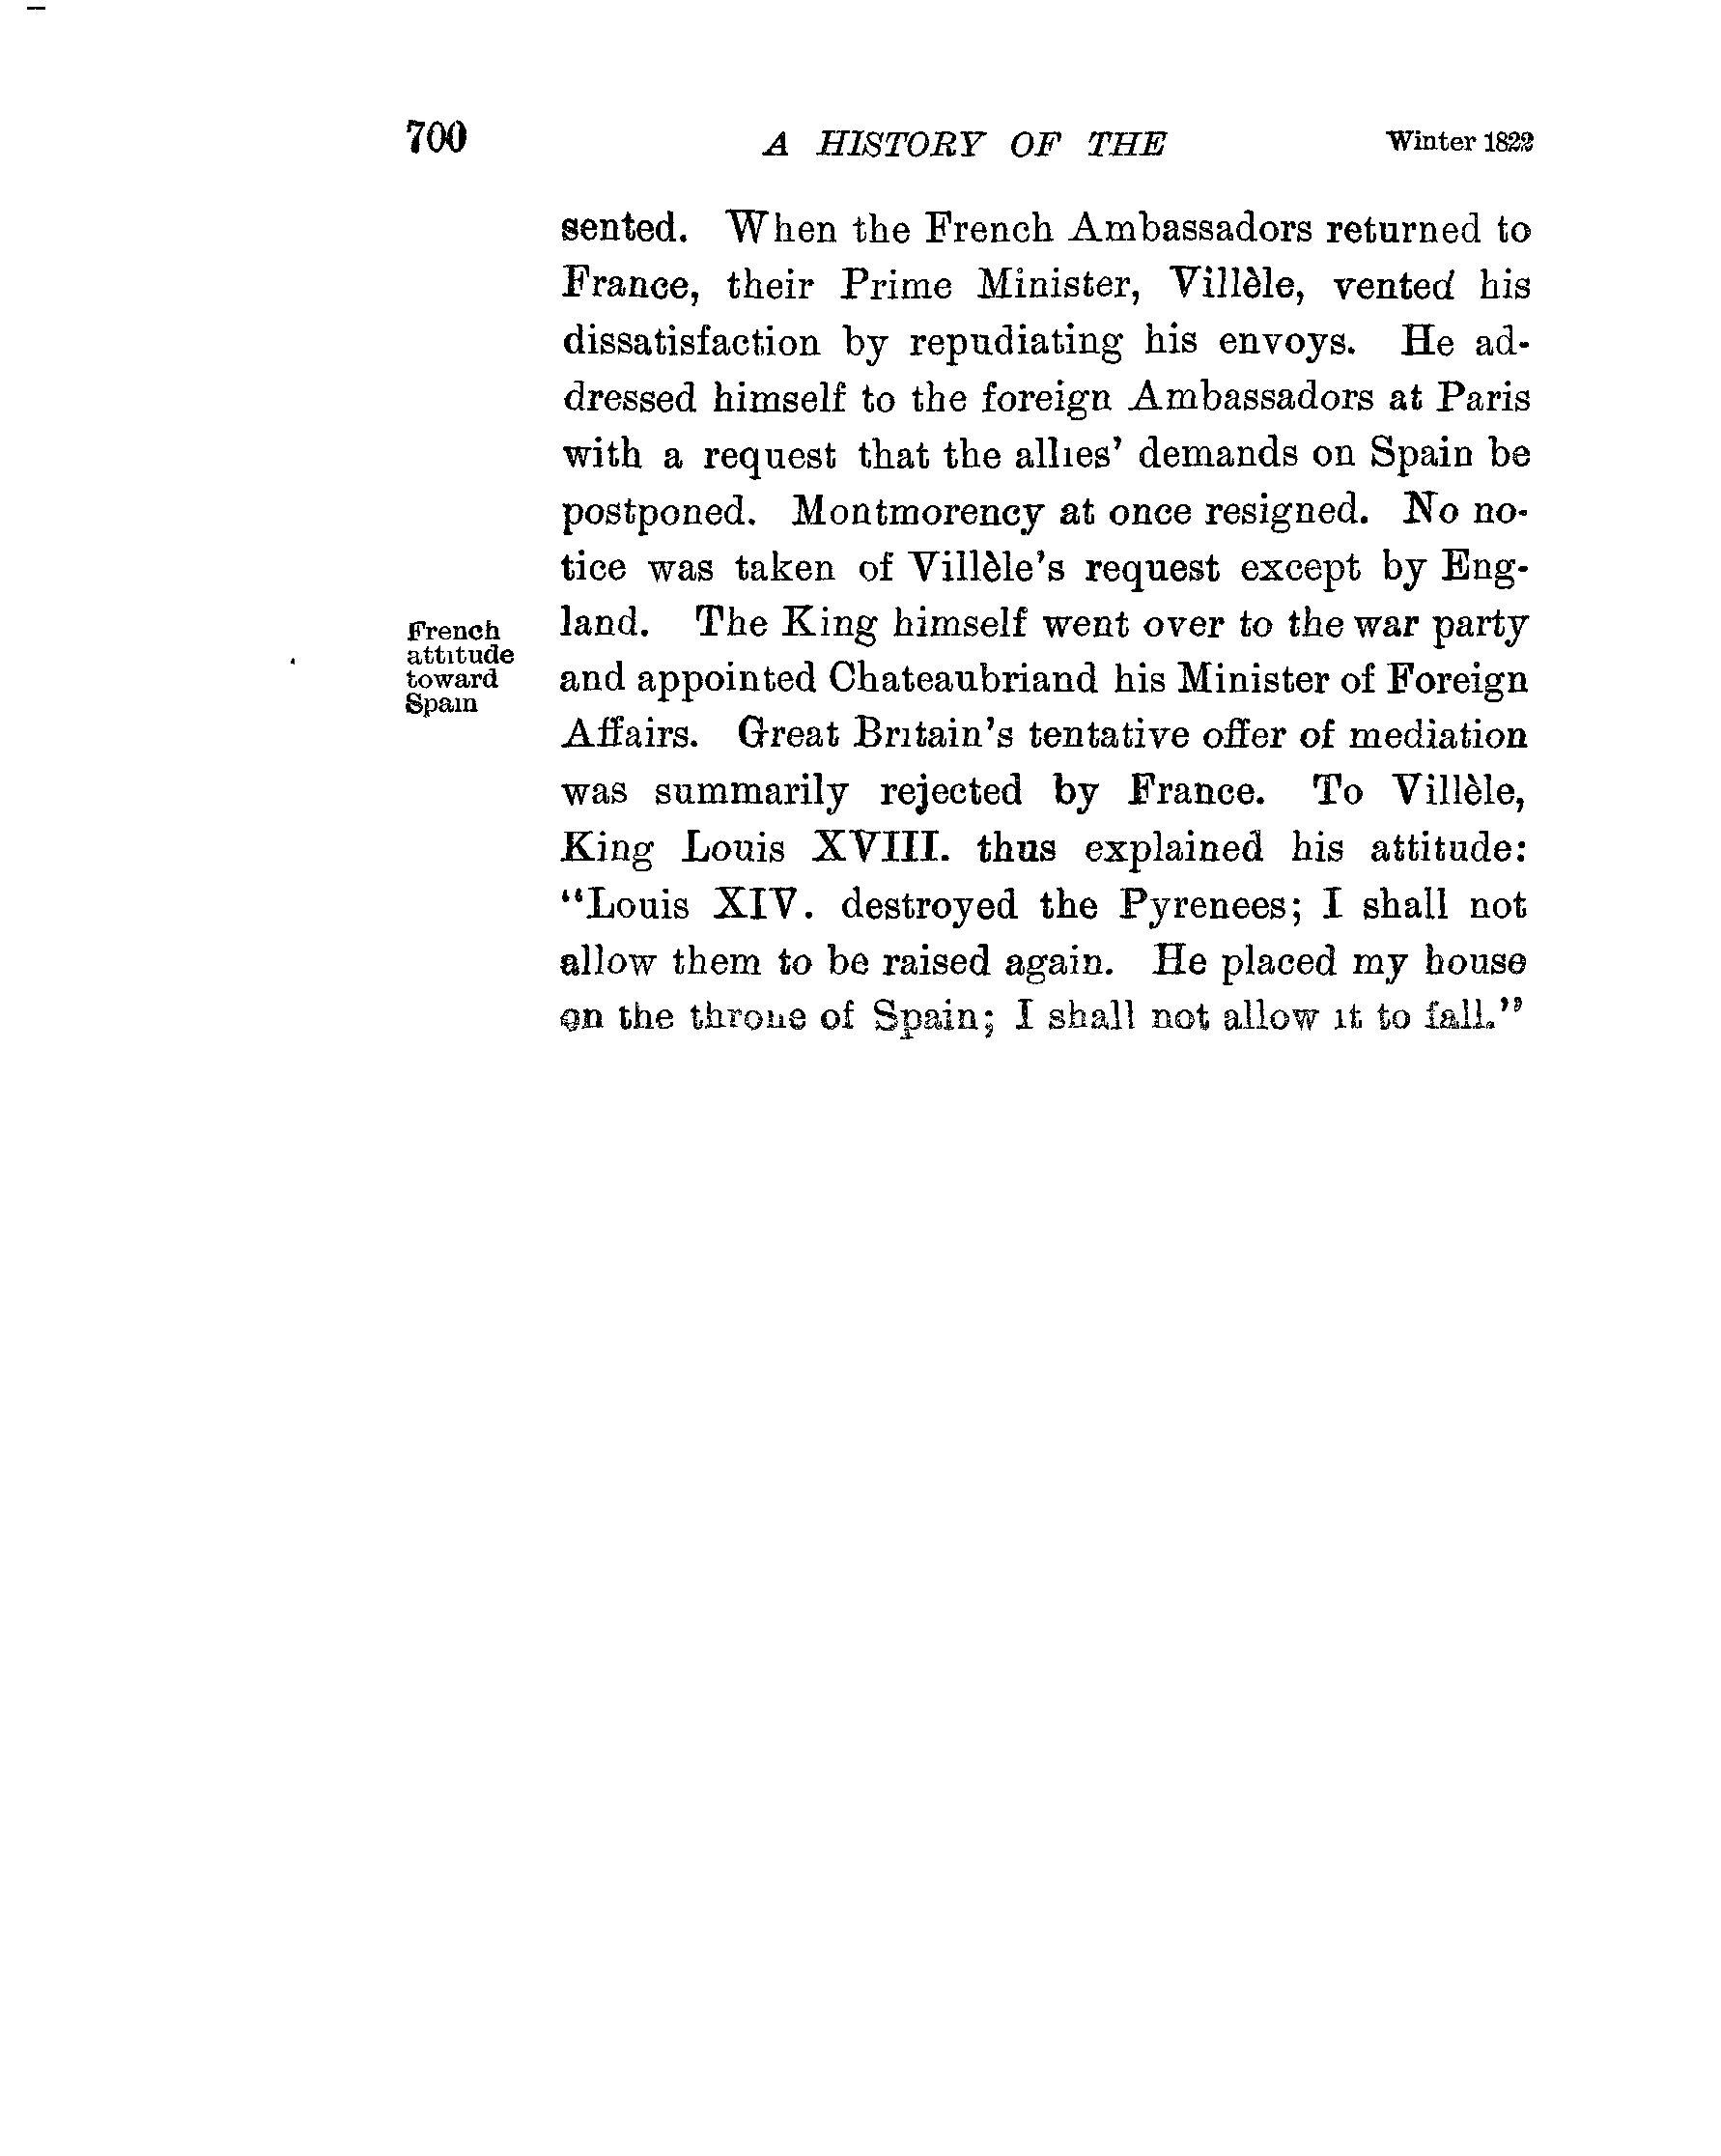 700 A HISTORY OF THE Winter 1822
sented. When the French Ambassadors returned to
France, their Prime Minister, Villèle, vented his
dissatisfaction by repudiating his envoys. He ad-
dressed himself to the foreign Ambassadors at Paris
with a request that the allies' demands on Spain be
postponed. Montmorency at once resigned. No no-
tice was taken of Villèle's request except by Eng-
land. The King himself went over to the war party
and appointed Chateaubriand his Minister of Foreign
Affairs. Great Britain's tentative offer of mediation
was summarily rejected by France. To Villèle,
King Louis XVIII. thus explained his attitude:
"Louis XIV. destroyed the Pyrenees; I shall not
allow them to be raised again. He placed my house
on the throne of Spain; I shall not allow it to fall."
French
attitude
toward
Spain